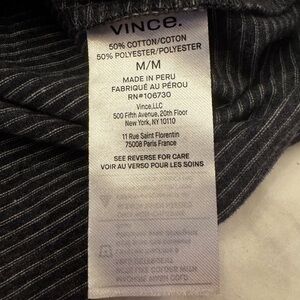 VINCE.
50% COTTON/COTON
50% POLYESTER/POLYESTER
M/M
MADE IN PERU
FABRIQUÉ AU PÉROU
RN#106730
Vince,LLC
500 Fifth Avenue, 20th Floor
New York, NY 10110
11 Rue Saint Florentin
75008 Paris France
SEE REVERSE FOR CARE
VOIR AU VERSO POUR LES SOINS